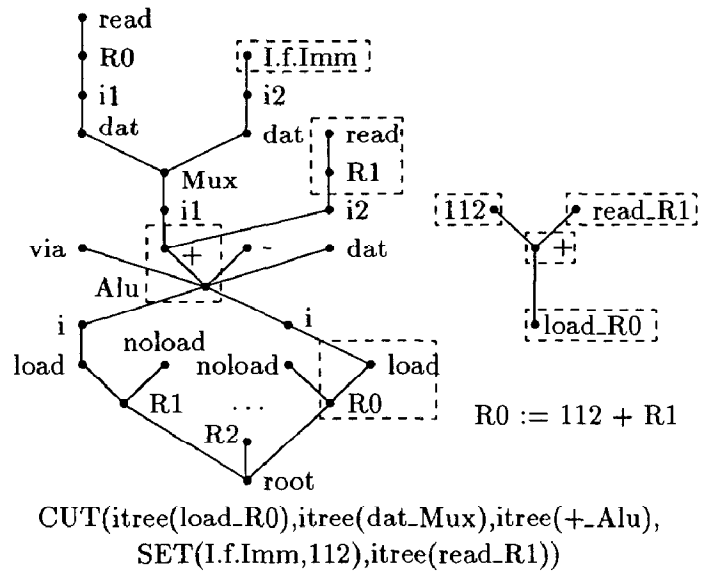 read
R0 I.f.Imm
i1 i2
dat dat read
Mux R1
i1 i2 112 read_R1
via + - dat +
Alu
i i load_R0
load noload noload load
R1 ... R0 R0 := 112 + R1
R2
root
CUT(itree(load_R0),itree(dat_Mux),itree(+_Alu),
SET(I.f.Imm,112),itree(read_R1))